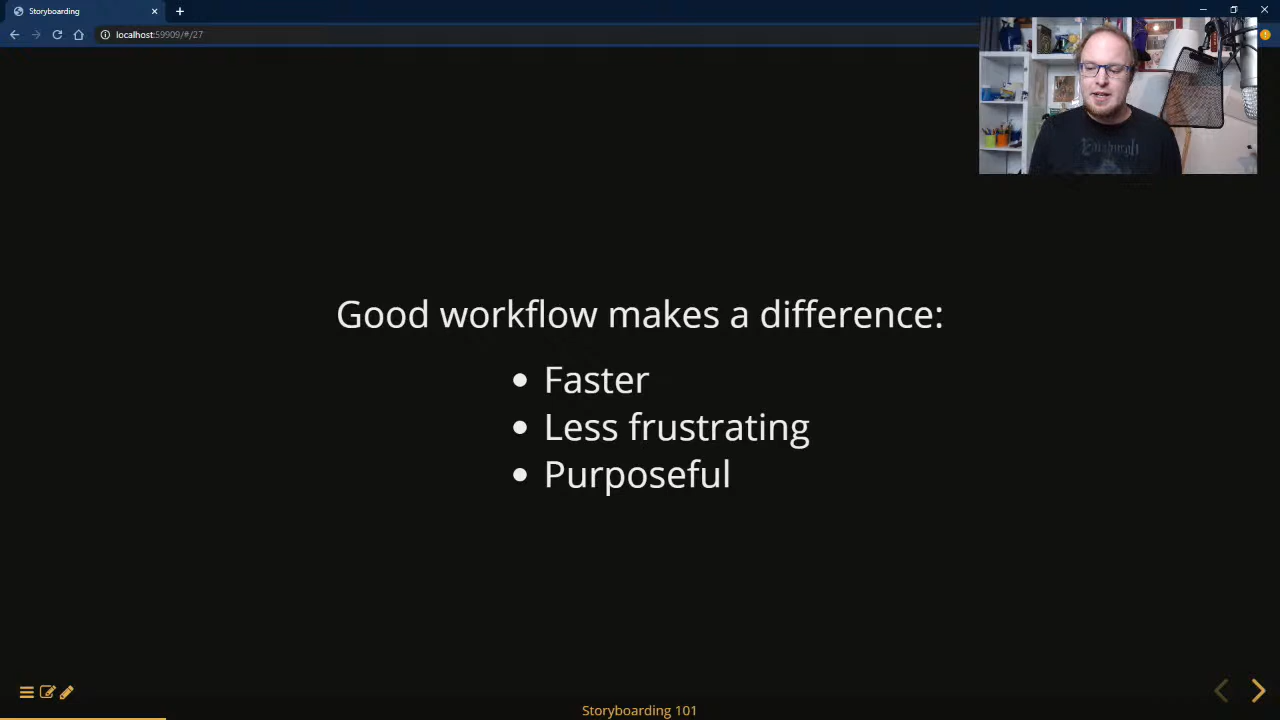 Storyboarding
localhost:59909/#/27
Good workflow makes a difference:
Faster
Less frustrating
Purposeful
Storyboarding 101